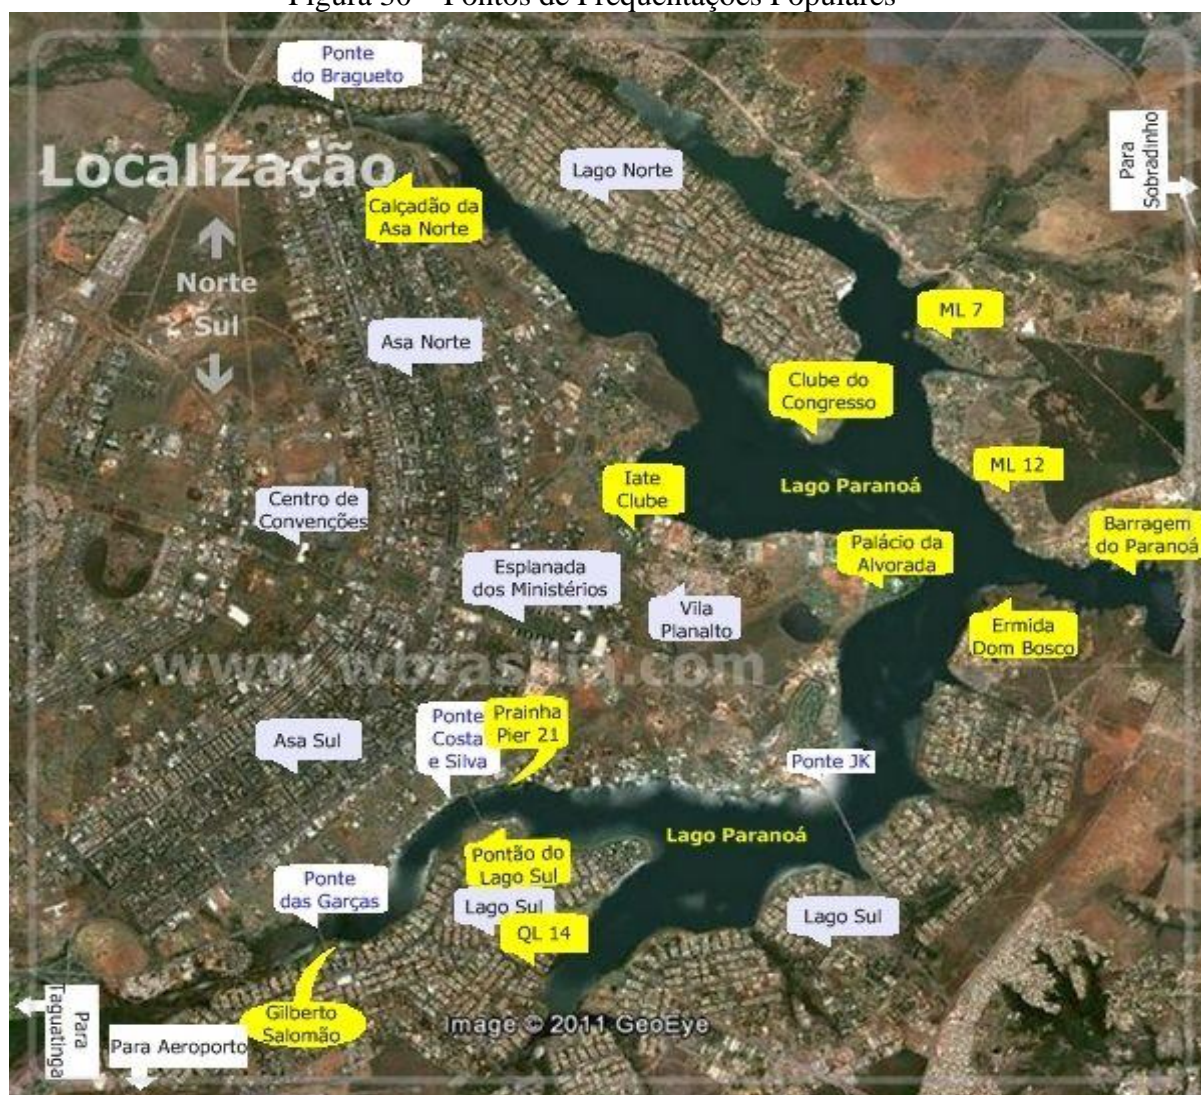 Figura 30 – Pontos de Frequentações Populares
Ponte
do Bragueto
Para
Sobradinho
Localização
Lago Norte
Calçadão da
Asa Norte
Norte
Sul
ML 7
Asa Norte
Clube do
Congresso
Iate
Clube
ML 12
Lago Paranoá
Centro de
Convenções
Barragem
do Paranoá
Palácio da
Alvorada
Esplanada
dos Ministérios
Vila
Planalto
Ermida
Dom Bosco
www.wbrasilia.com
Asa Sul
Ponte
Costa
e Silva
Prainha
Pier 21
Ponte JK
Lago Paranoá
Pontão do
Lago Sul
Ponte
das Garças
Lago Sul
Lago Sul
QL 14
Gilberto
Salomão
Image © 2011 GeoEye
Para
Taguatinga
Para Aeroporto